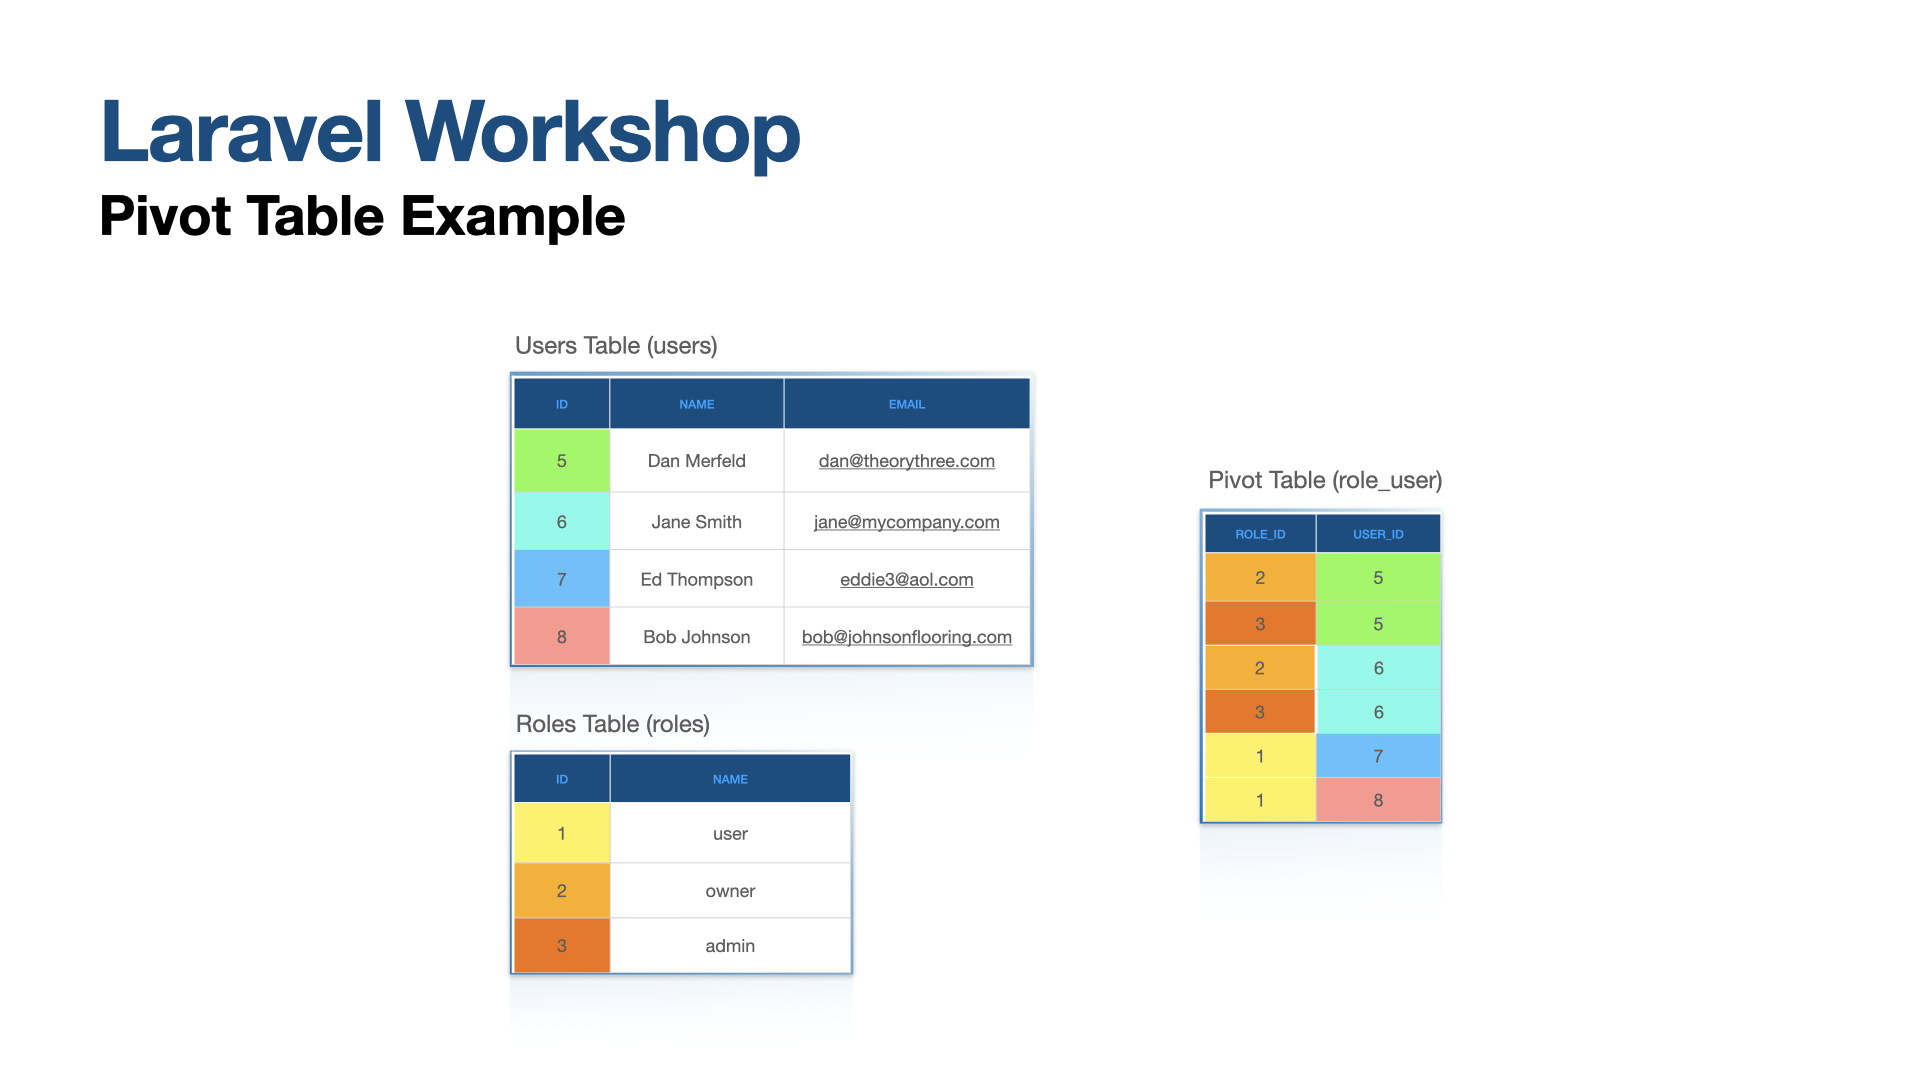 Laravel Workshop
Pivot Table Example
Users Table (users)
ID NAME EMAIL
5 Dan Merfeld dan@theorythree.com
6 Jane Smith jane@mycompany.com
7 Ed Thompson eddie3@aol.com
8 Bob Johnson bob@johnsonflooring.com
Roles Table (roles)
ID NAME
1 user
2 owner
3 admin
Pivot Table (role_user)
ROLE_ID USER_ID
2 5
3 5
2 6
3 6
1 7
1 8